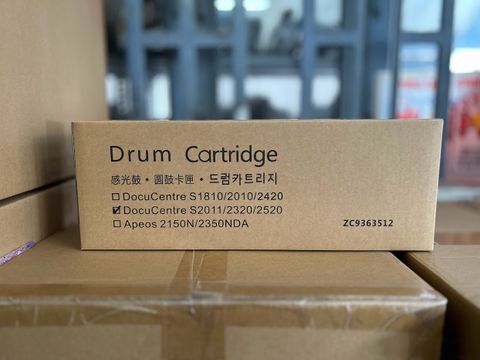 Drum Cartridge
感光鼓・圓鼓卡匣・드럼카트리지
☐ DocuCentre S1810/2010/2420
☑ DocuCentre S2011/2320/2520
☐ Apeos 2150N/2350NDA
ZC9363512